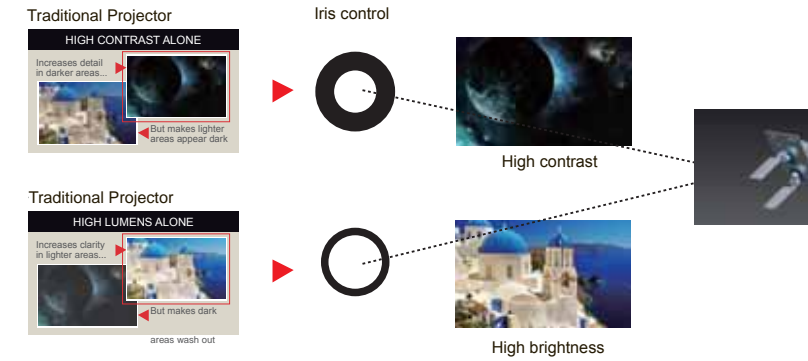 Traditional Projector
Iris control
HIGH CONTRAST ALONE
Increases detail
in darker areas...
But makes lighter
areas appear dark
High contrast
Traditional Projector
HIGH LUMENS ALONE
Increases clarity
in lighter areas...
But makes dark
areas wash out
High brightness